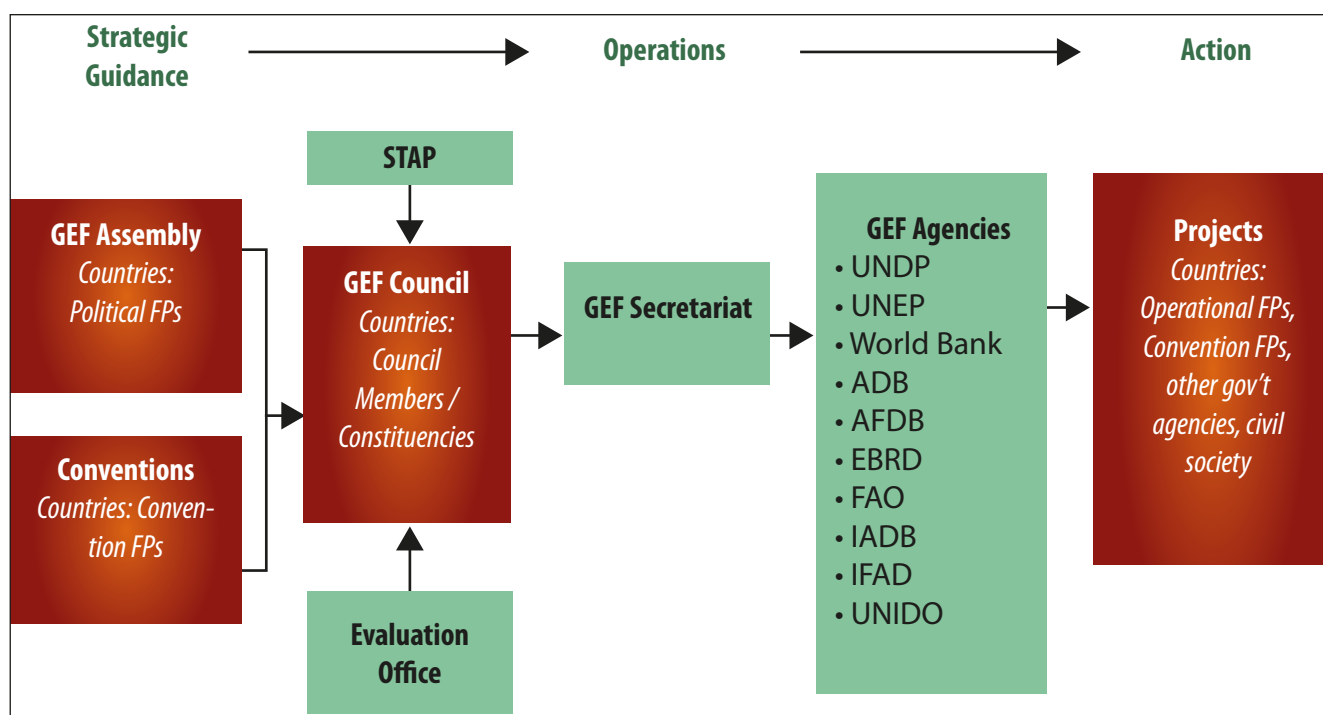 Strategic
Guidance
Operations
Action
STAP
GEF Assembly
Countries:
Political FPs
Conventions
Countries: Conven-
tion FPs
GEF Council
Countries:
Council
Members /
Constituencies
Evaluation
Office
GEF Secretariat
GEF Agencies
• UNDP
• UNEP
• World Bank
• ADB
• AFDB
• EBRD
• FAO
• IADB
• IFAD
• UNIDO
Projects
Countries:
Operational FPs,
Convention FPs,
other gov’t
agencies, civil
society